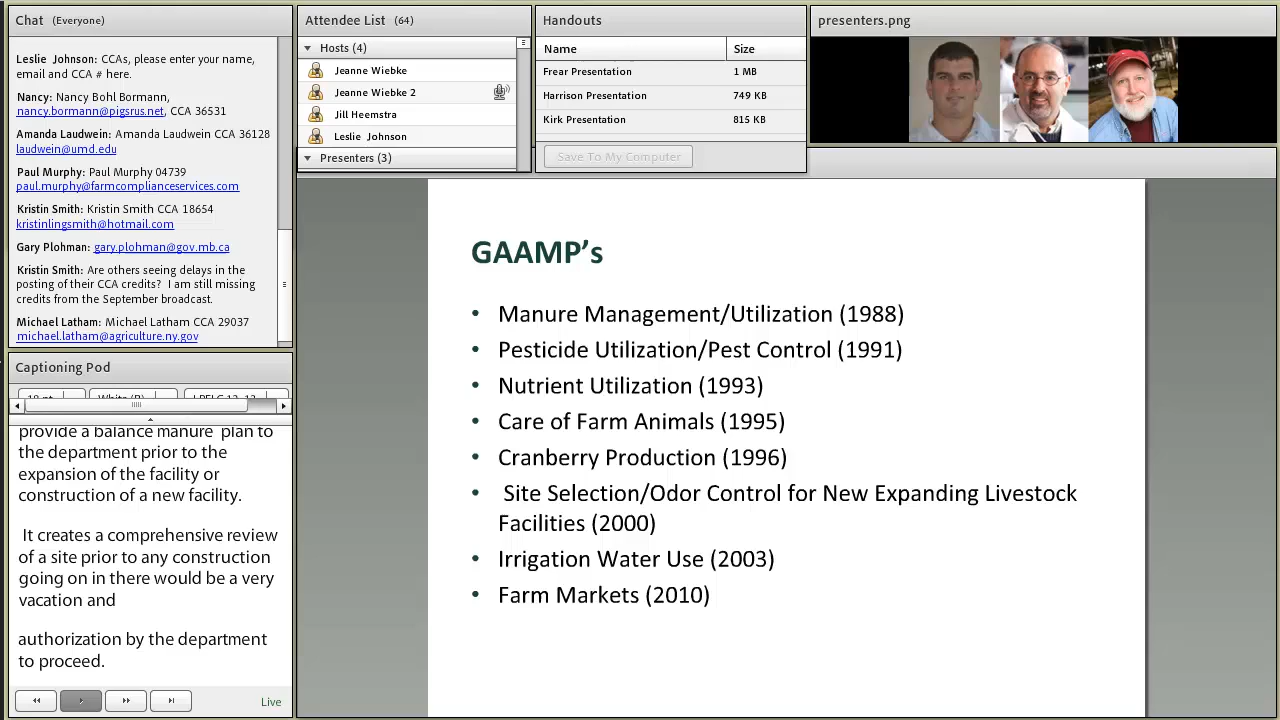 Chat (Everyone)
Leslie Johnson: CCAs, please enter your name,
email and CCA # here.
Nancy: Nancy Bohl Bormann,
nancy.bormann@pigsrus.net, CCA 36531
Amanda Laudwein: Amanda Laudwein CCA 36128
laudwein@umd.edu
Paul Murphy: Paul Murphy 04739
paul.murphy@farmcomplianceservices.com
Kristin Smith: Kristin Smith CCA 18654
kristinlingsmith@hotmail.com
Gary Plohman: gary.plohman@gov.mb.ca
Kristin Smith: Are others seeing delays in the
posting of their CCA credits? I am still missing
credits from the September broadcast.
Michael Latham: Michael Latham CCA 29037
michael.latham@agriculture.ny.gov
Captioning Pod
provide a balance manure plan to
the department prior to the
expansion of the facility or
construction of a new facility.
It creates a comprehensive review
of a site prior to any construction
going on in there would be a very
vacation and
authorization by the department
to proceed.
Live
Attendee List (64)
Hosts (4)
Jeanne Wiebke
Jeanne Wiebke 2
Jill Heemstra
Leslie Johnson
Presenters (3)
Handouts
Name Size
Frear Presentation 1 MB
Harrison Presentation 749 KB
Kirk Presentation 815 KB
Save To My Computer
presenters.png
GAAMP's
• Manure Management/Utilization (1988)
• Pesticide Utilization/Pest Control (1991)
• Nutrient Utilization (1993)
• Care of Farm Animals (1995)
• Cranberry Production (1996)
• Site Selection/Odor Control for New Expanding Livestock
Facilities (2000)
• Irrigation Water Use (2003)
• Farm Markets (2010)